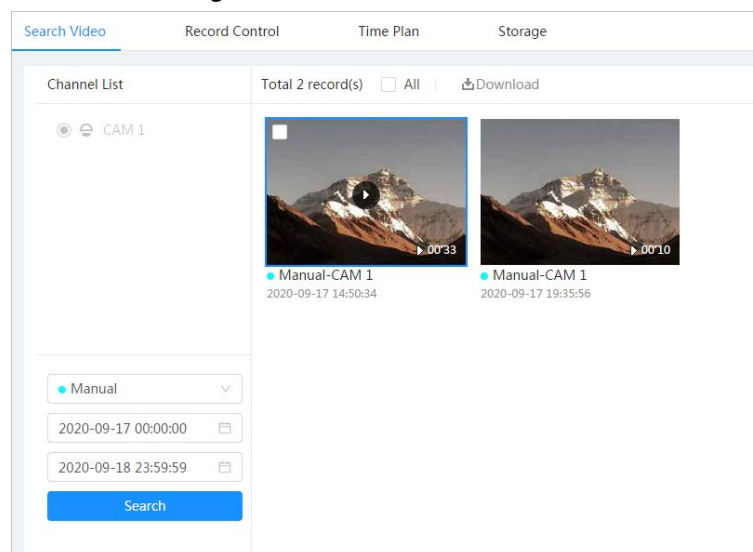 Search Video Record Control Time Plan Storage
Channel List
Total 2 record(s) All Download
CAM 1
00'33
00'10
Manual-CAM 1
2020-09-17 14:50:34
Manual-CAM 1
2020-09-17 19:35:56
Manual
2020-09-17 00:00:00
2020-09-18 23:59:59
Search